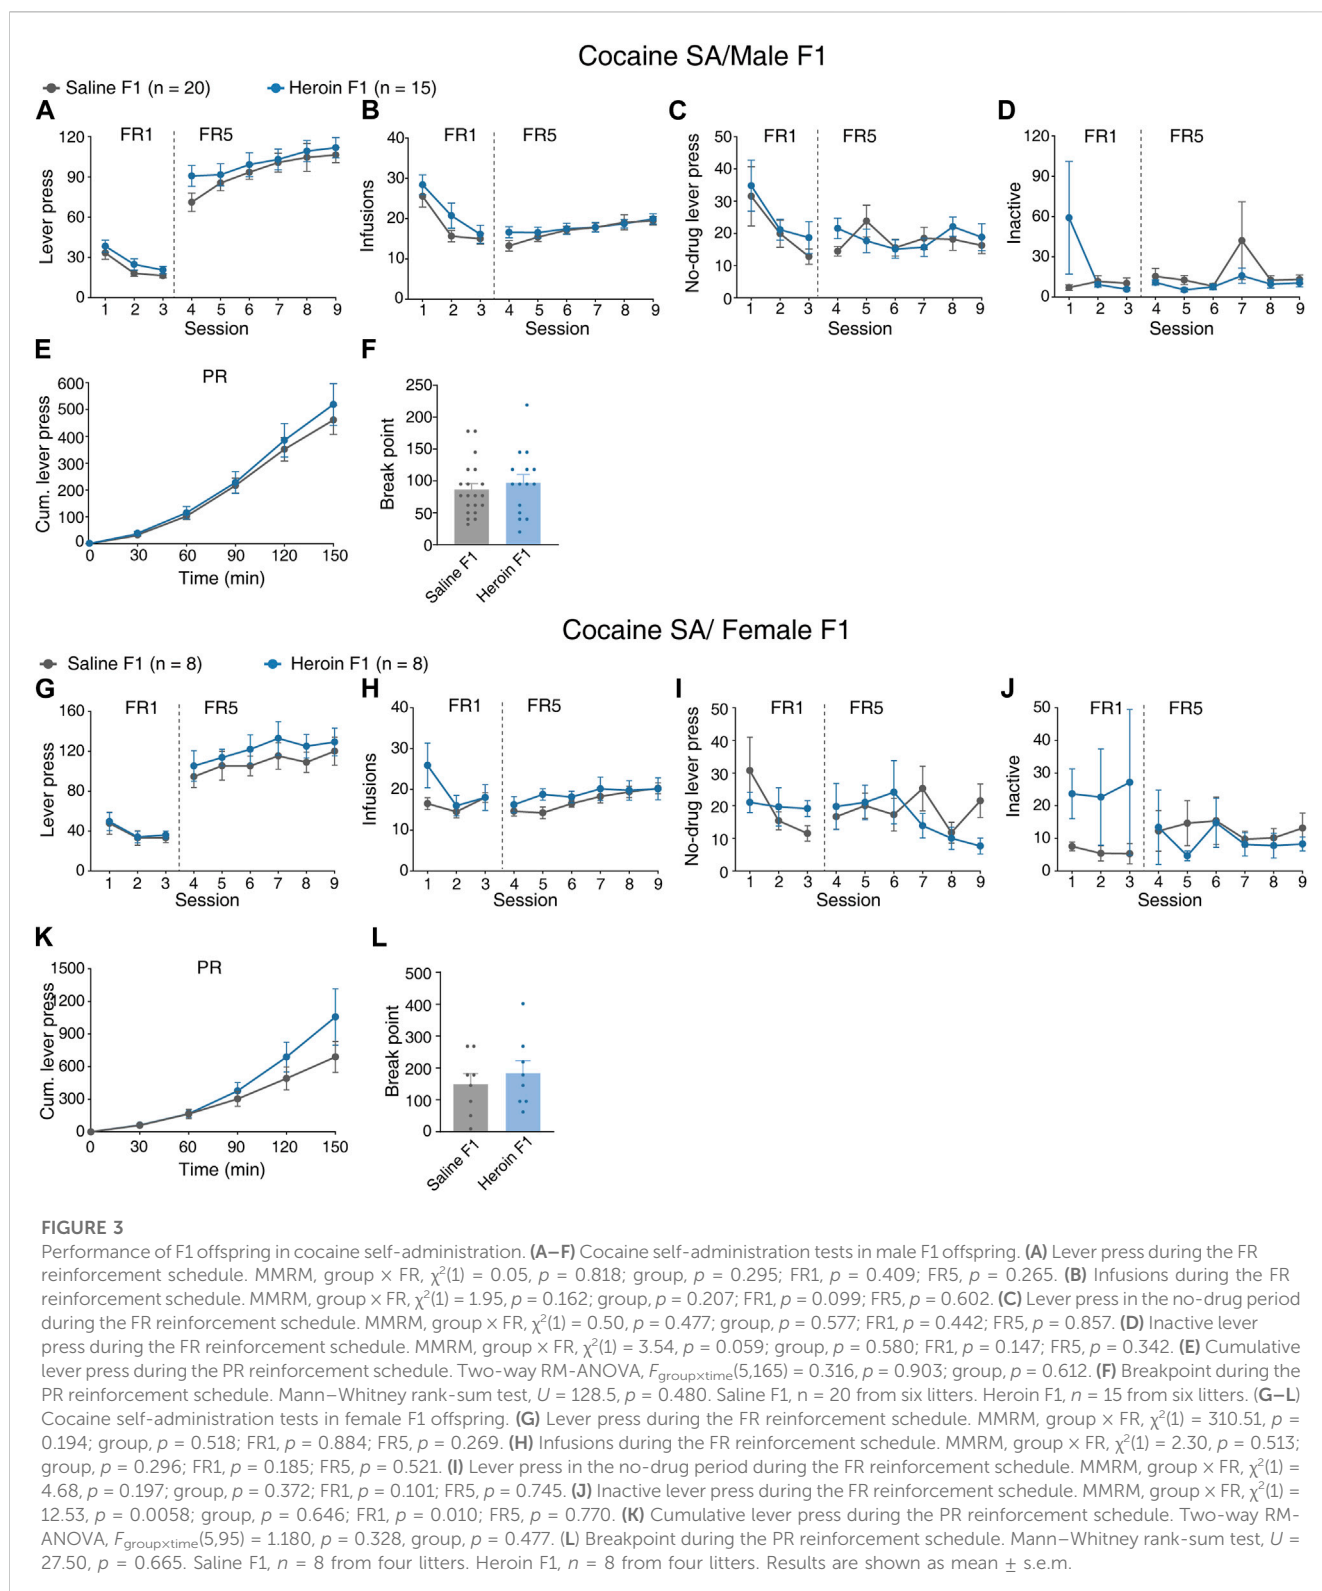 Cocaine SA/Male F1
Saline F1 (n = 20)
Heroin F1 (n = 15)
A
FR1
FR5
Lever press
120
90
60
30
0
1 2 3 4 5 6 7 8 9
Session
B
FR1
FR5
Infusions
40
30
20
10
0
1 2 3 4 5 6 7 8 9
Session
C
FR1
FR5
No-drug lever press
50
40
30
20
10
0
1 2 3 4 5 6 7 8 9
Session
D
FR1
FR5
Inactive
120
90
60
30
0
1 2 3 4 5 6 7 8 9
Session
E
PR
Cum. lever press
600
500
400
300
200
100
0
0 30 60 90 120 150
Time (min)
F
Break point
250
200
150
100
50
0
Saline F1
Heroin F1
Cocaine SA/ Female F1
Saline F1 (n = 8)
Heroin F1 (n = 8)
G
FR1
FR5
Lever press
160
120
80
40
0
1 2 3 4 5 6 7 8 9
Session
H
FR1
FR5
Infusions
40
30
20
10
0
1 2 3 4 5 6 7 8 9
Session
I
FR1
FR5
No-drug lever press
50
40
30
20
10
0
1 2 3 4 5 6 7 8 9
Session
J
FR1
FR5
Inactive
50
40
30
20
10
0
1 2 3 4 5 6 7 8 9
Session
K
PR
Cum. lever press
1500
1200
900
600
300
0
0 30 60 90 120 150
Time (min)
L
Break point
500
400
300
200
100
0
Saline F1
Heroin F1
FIGURE 3
Performance of F1 offspring in cocaine self-administration. (A–F) Cocaine self-administration tests in male F1 offspring. (A) Lever press during the FR
reinforcement schedule. MMRM, group × FR, χ²(1) = 0.05, p = 0.818; group, p = 0.295; FR1, p = 0.409; FR5, p = 0.265. (B) Infusions during the FR
reinforcement schedule. MMRM, group × FR, χ²(1) = 1.95, p = 0.162; group, p = 0.207; FR1, p = 0.099; FR5, p = 0.602. (C) Lever press in the no-drug period
during the FR reinforcement schedule. MMRM, group × FR, χ²(1) = 0.50, p = 0.477; group, p = 0.577; FR1, p = 0.442; FR5, p = 0.857. (D) Inactive lever
press during the FR reinforcement schedule. MMRM, group × FR, χ²(1) = 3.54, p = 0.059; group, p = 0.580; FR1, p = 0.147; FR5, p = 0.342. (E) Cumulative
lever press during the PR reinforcement schedule. Two-way RM-ANOVA, Fgroup×time(5,165) = 0.316, p = 0.903; group, p = 0.612. (F) Breakpoint during the
PR reinforcement schedule. Mann–Whitney rank-sum test, U = 128.5, p = 0.480. Saline F1, n = 20 from six litters. Heroin F1, n = 15 from six litters. (G–L)
Cocaine self-administration tests in female F1 offspring. (G) Lever press during the FR reinforcement schedule. MMRM, group × FR, χ²(1) = 310.51, p =
0.194; group, p = 0.518; FR1, p = 0.884; FR5, p = 0.269. (H) Infusions during the FR reinforcement schedule. MMRM, group × FR, χ²(1) = 2.30, p = 0.513;
group, p = 0.296; FR1, p = 0.185; FR5, p = 0.521. (I) Lever press in the no-drug period during the FR reinforcement schedule. MMRM, group × FR, χ²(1) =
4.68, p = 0.197; group, p = 0.372; FR1, p = 0.101; FR5, p = 0.745. (J) Inactive lever press during the FR reinforcement schedule. MMRM, group × FR, χ²(1) =
12.53, p = 0.0058; group, p = 0.646; FR1, p = 0.010; FR5, p = 0.770. (K) Cumulative lever press during the PR reinforcement schedule. Two-way RM-
ANOVA, Fgroup×time(5,95) = 1.180, p = 0.328, group, p = 0.477. (L) Breakpoint during the PR reinforcement schedule. Mann–Whitney rank-sum test, U =
27.50, p = 0.665. Saline F1, n = 8 from four litters. Heroin F1, n = 8 from four litters. Results are shown as mean ± s.e.m.